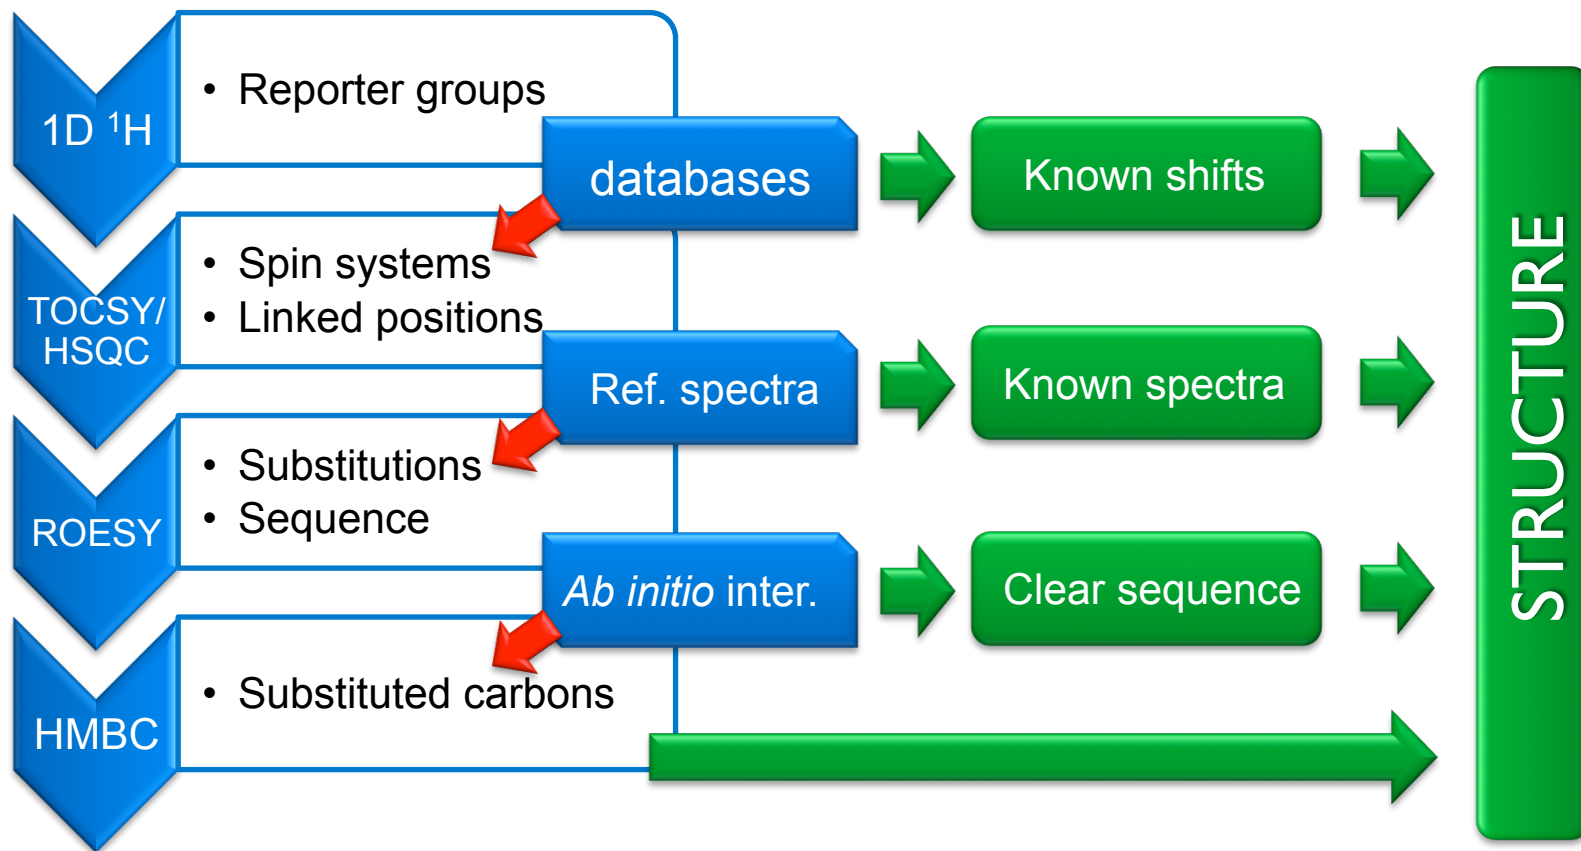 1D ¹H
• Reporter groups
databases
Known shifts
TOCSY/
HSQC
• Spin systems
• Linked positions
Ref. spectra
Known spectra
ROESY
• Substitutions
• Sequence
Ab initio inter.
Clear sequence
HMBC
• Substituted carbons
STRUCTURE